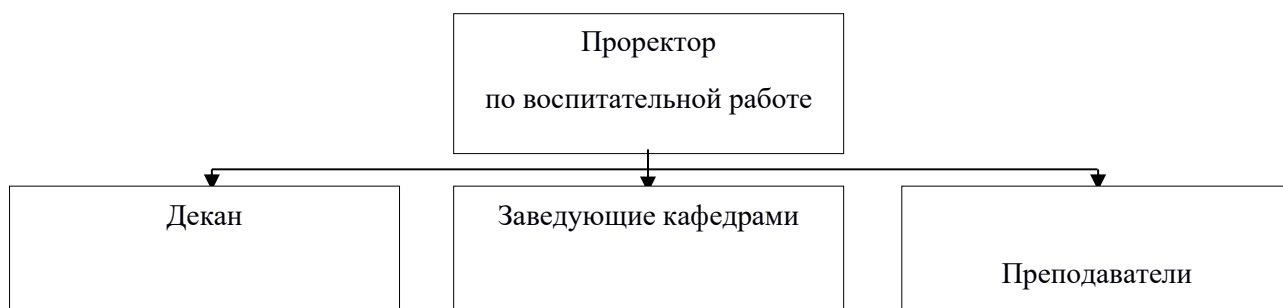 Проректор
по воспитательной работе
Декан
Заведующие кафедрами
Преподаватели